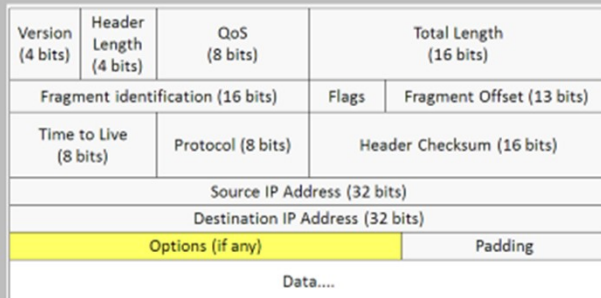 Version
(4 bits)
Header
Length
(4 bits)
QoS
(8 bits)
Total Length
(16 bits)
Fragment identification (16 bits)
Flags
Fragment Offset (13 bits)
Time to Live
(8 bits)
Protocol (8 bits)
Header Checksum (16 bits)
Source IP Address (32 bits)
Destination IP Address (32 bits)
Options (if any)
Padding
Data....